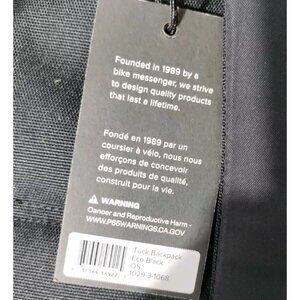 Founded in 1989 by a
bike messenger, we strive
to design quality products
that last a lifetime.
Fondé en 1989 par un
coursier à vélo, nous nous
efforçons de concevoir
des produits de qualité,
construit pour la vie.
⚠ WARNING
Cancer and Reproductive Harm -
WWW.P65WARNINGS.CA.GOV
Tuck Backpack
Eco Black
OS
1029-3-1068